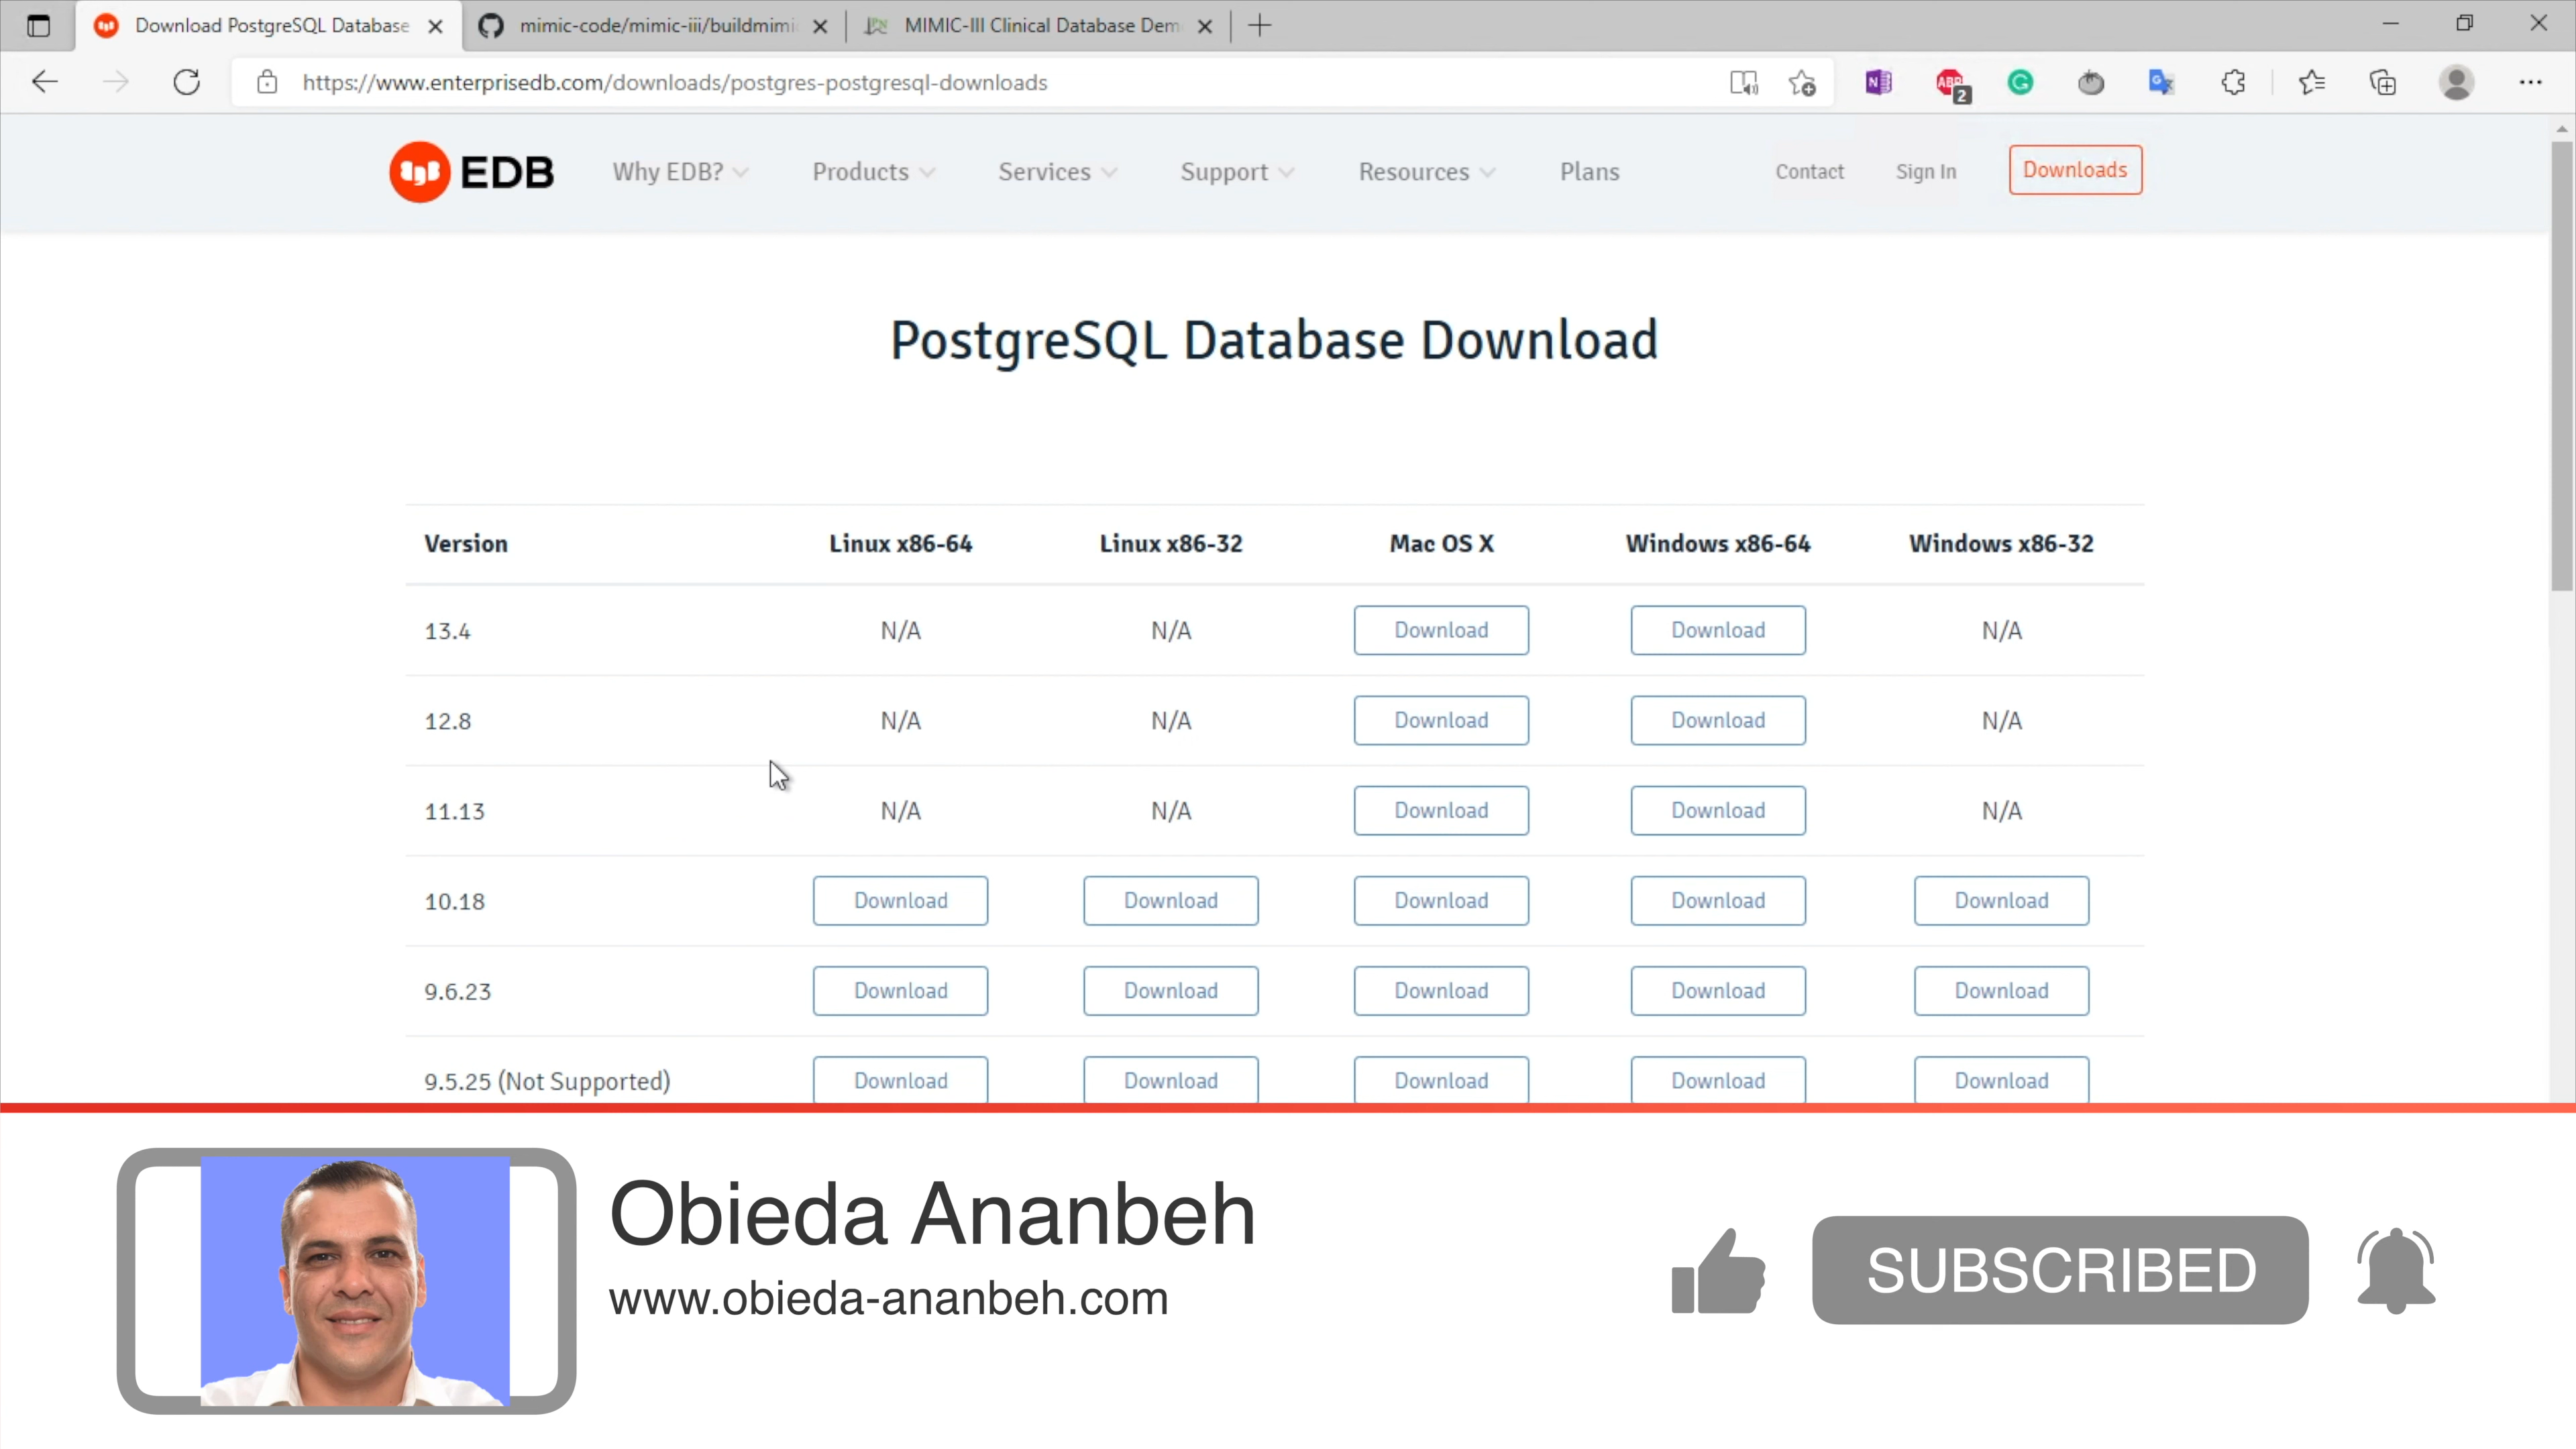 Download PostgreSQL Database
mimic-code/mimic-iii/buildmimi
MIMIC-III Clinical Database Dem
https://www.enterprisedb.com/downloads/postgres-postgresql-downloads
N
ABP
2
G
G
EDB
Why EDB?
Products
Services
Support
Resources
Plans
Contact
Sign In
Downloads
PostgreSQL Database Download
Version Linux x86-64 Linux x86-32 Mac OS X Windows x86-64 Windows x86-32
13.4 N/A N/A Download Download N/A
12.8 N/A N/A Download Download N/A
11.13 N/A N/A Download Download N/A
10.18 Download Download Download Download Download
9.6.23 Download Download Download Download Download
9.5.25 (Not Supported) Download Download Download Download Download
Obieda Ananbeh
www.obieda-ananbeh.com
SUBSCRIBED